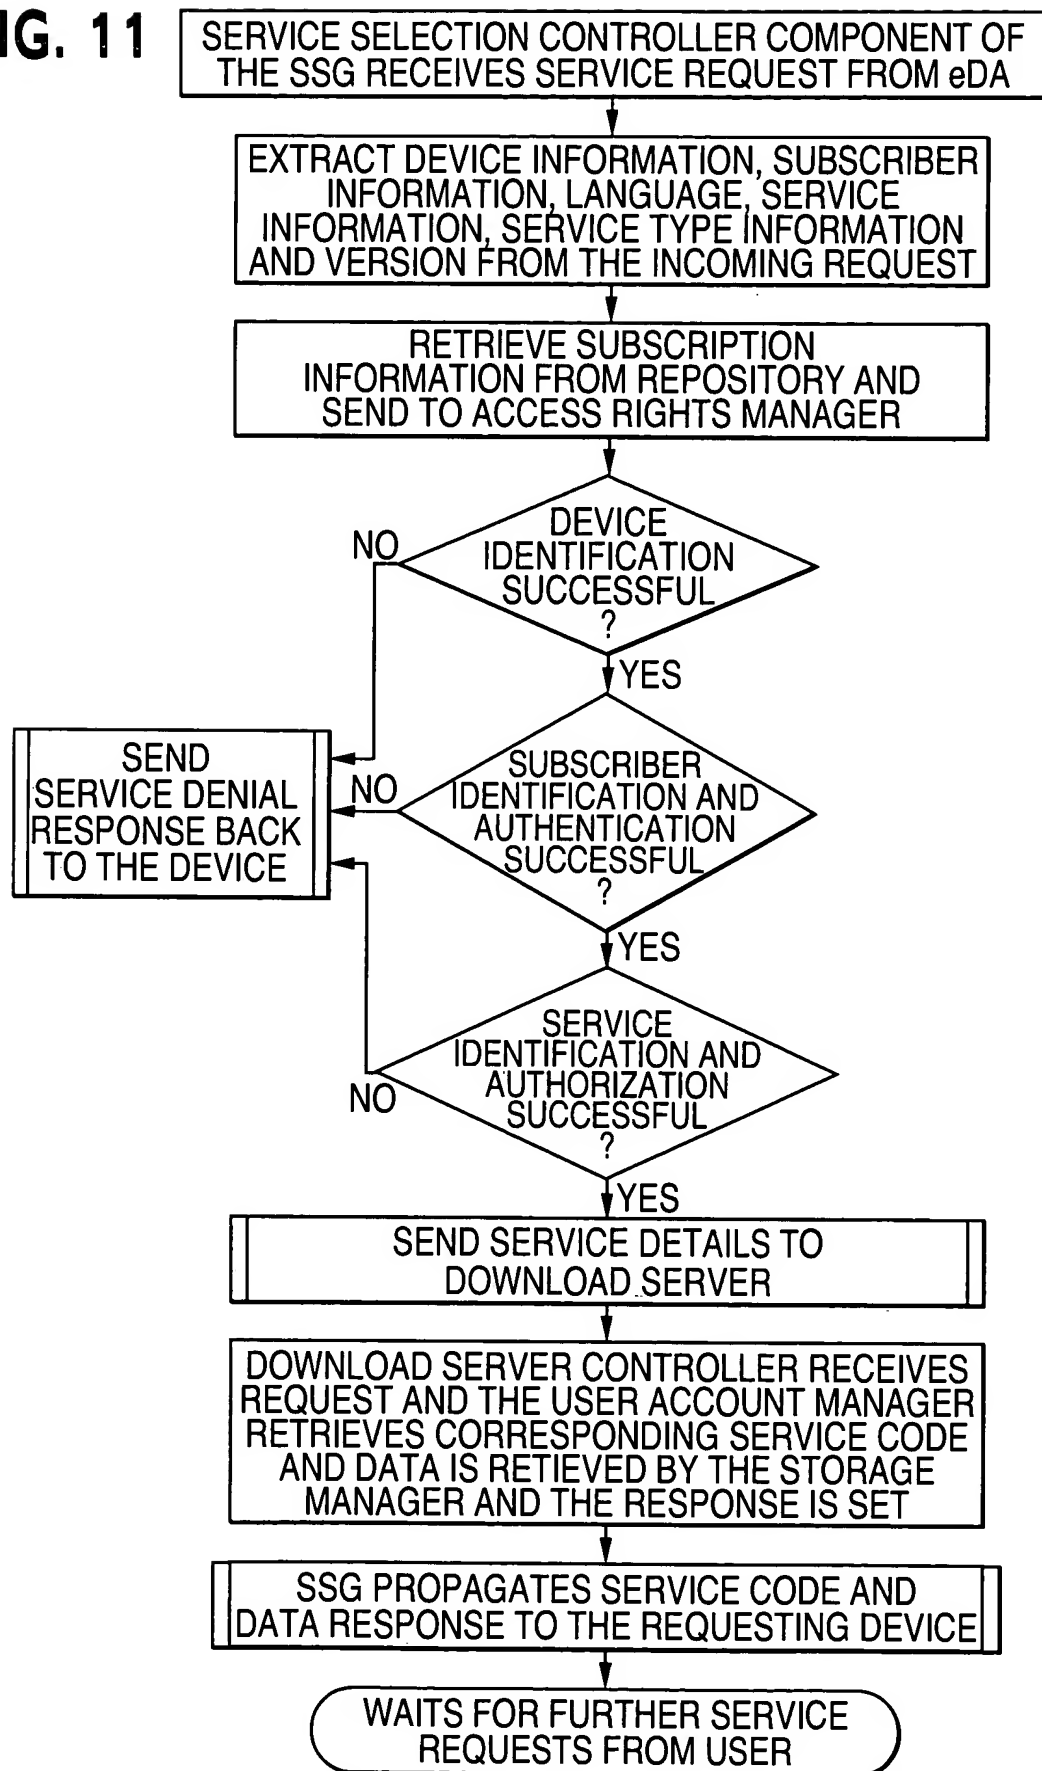 IG. 11
SERVICE SELECTION CONTROLLER COMPONENT OF
THE SSG RECEIVES SERVICE REQUEST FROM eDA
EXTRACT DEVICE INFORMATION, SUBSCRIBER
INFORMATION, LANGUAGE, SERVICE
INFORMATION, SERVICE TYPE INFORMATION
AND VERSION FROM THE INCOMING REQUEST
RETRIEVE SUBSCRIPTION
INFORMATION FROM REPOSITORY AND
SEND TO ACCESS RIGHTS MANAGER
DEVICE
IDENTIFICATION
SUCCESSFUL
?
NO
YES
SUBSCRIBER
IDENTIFICATION AND
AUTHENTICATION
SUCCESSFUL
?
NO
YES
SEND
SERVICE DENIAL
RESPONSE BACK
TO THE DEVICE
SERVICE
IDENTIFICATION AND
AUTHORIZATION
SUCCESSFUL
?
NO
YES
SEND SERVICE DETAILS TO
DOWNLOAD SERVER
DOWNLOAD SERVER CONTROLLER RECEIVES
REQUEST AND THE USER ACCOUNT MANAGER
RETRIEVES CORRESPONDING SERVICE CODE
AND DATA IS RETIEVED BY THE STORAGE
MANAGER AND THE RESPONSE IS SET
SSG PROPAGATES SERVICE CODE AND
DATA RESPONSE TO THE REQUESTING DEVICE
WAITS FOR FURTHER SERVICE
REQUESTS FROM USER